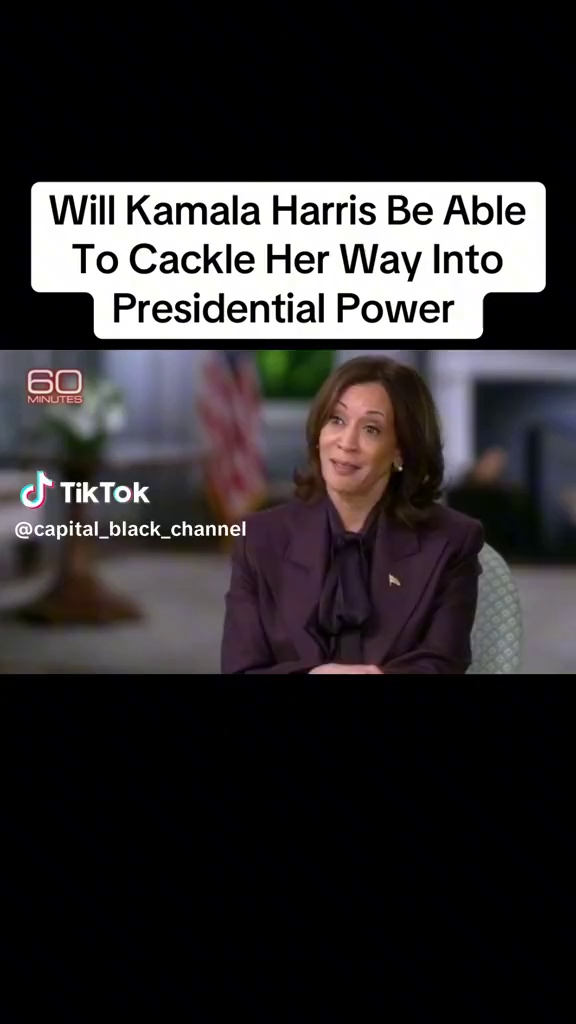 Will Kamala Harris Be Able
To Cackle Her Way Into
Presidential Power
60
MINUTES
TikTok
@capital_black_channel